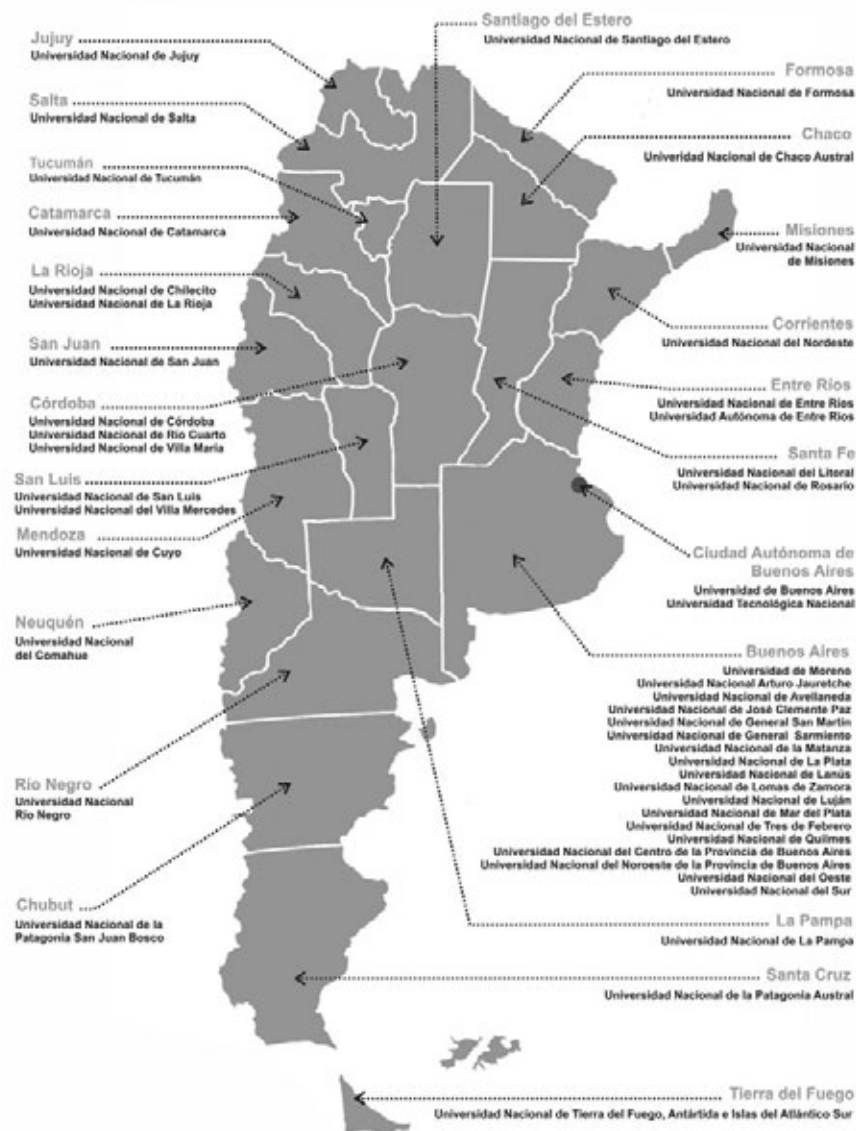 Jujuy
Universidad Nacional de Jujuy
Salta
Universidad Nacional de Salta
Tucumán
Universidad Nacional de Tucumán
Catamarca
Universidad Nacional de Catamarca
La Rioja
Universidad Nacional de Chilecito
Universidad Nacional de La Rioja
San Juan
Universidad Nacional de San Juan
Córdoba
Universidad Nacional de Córdoba
Universidad Nacional de Río Cuarto
Universidad Nacional de Villa María
San Luis
Universidad Nacional de San Luis
Universidad Nacional del Villa Mercedes
Mendoza
Universidad Nacional de Cuyo
Neuquén
Universidad Nacional
del Comahue
Río Negro
Universidad Nacional
Río Negro
Chubut
Universidad Nacional de la
Patagonia San Juan Bosco
Santiago del Estero
Universidad Nacional de Santiago del Estero
Formosa
Universidad Nacional de Formosa
Chaco
Univeridad Nacional de Chaco Austral
Misiones
Universidad Nacional
de Misiones
Corrientes
Universidad Nacional del Nordeste
Entre Ríos
Universidad Nacional de Entre Ríos
Universidad Autónoma de Entre Ríos
Santa Fe
Universidad Nacional del Litoral
Universidad Nacional de Rosario
Ciudad Autónoma de
Buenos Aires
Universidad de Buenos Aires
Universidad Tecnológica Nacional
Buenos Aires
Universidad de Moreno
Universidad Nacional Arturo Jauretche
Universidad Nacional de Avellaneda
Universidad Nacional de José Clemente Paz
Universidad Nacional de General San Martín
Universidad Nacional de General Sarmiento
Universidad Nacional de la Matanza
Universidad Nacional de La Plata
Universidad Nacional de Lanús
Universidad Nacional de Lomas de Zamora
Universidad Nacional de Luján
Universidad Nacional de Mar del Plata
Universidad Nacional de Tres de Febrero
Universidad Nacional de Quilmes
Universidad Nacional del Centro de la Provincia de Buenos Aires
Universidad Nacional del Noroeste de la Provincia de Buenos Aires
Universidad Nacional del Oeste
Universidad Nacional del Sur
La Pampa
Universidad Nacional de La Pampa
Santa Cruz
Universidad Nacional de la Patagonia Austral
Tierra del Fuego
Universidad Nacional de Tierra del Fuego, Antártida e Islas del Atlántico Sur